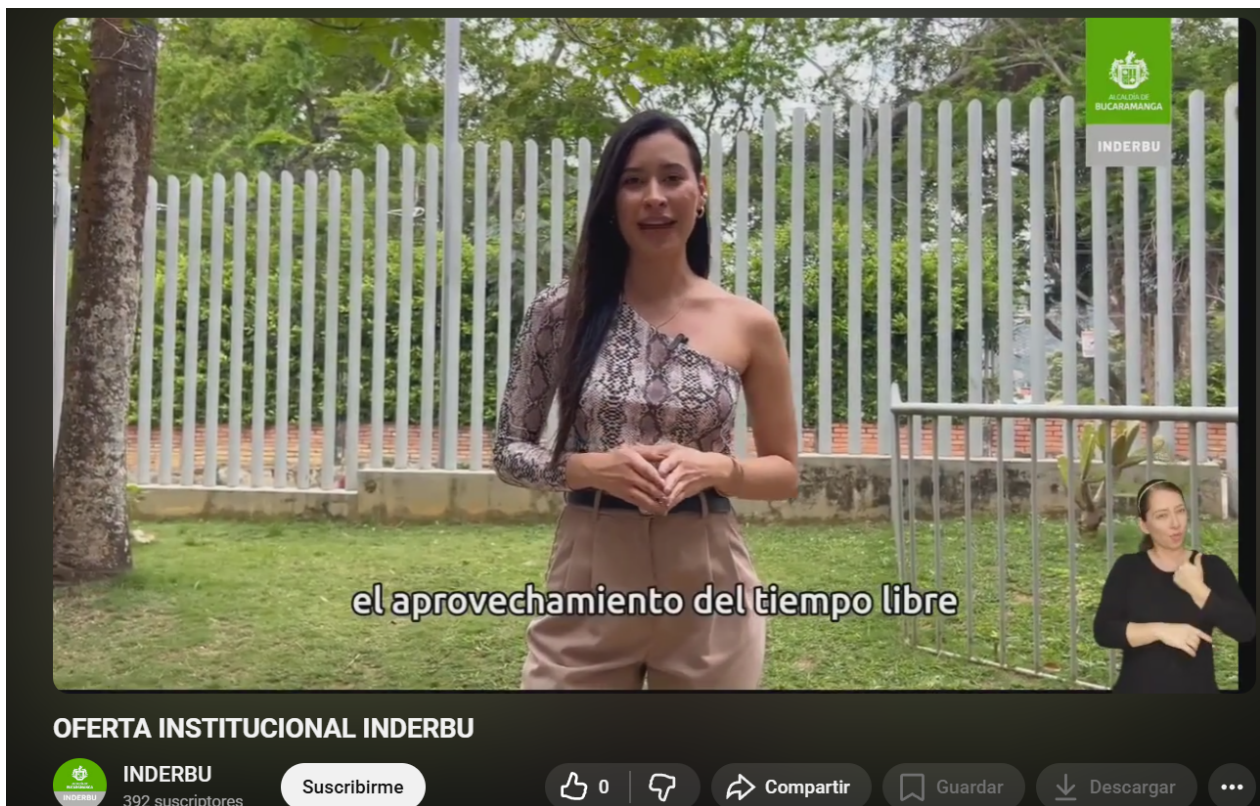 ALCALDÍA DE
BUCARAMANGA
INDERBU
el aprovechamiento del tiempo libre
OFERTA INSTITUCIONAL INDERBU
INDERBU
INDERBU
392 suscriptores
Suscribirme
0
Compartir
Guardar
Descargar